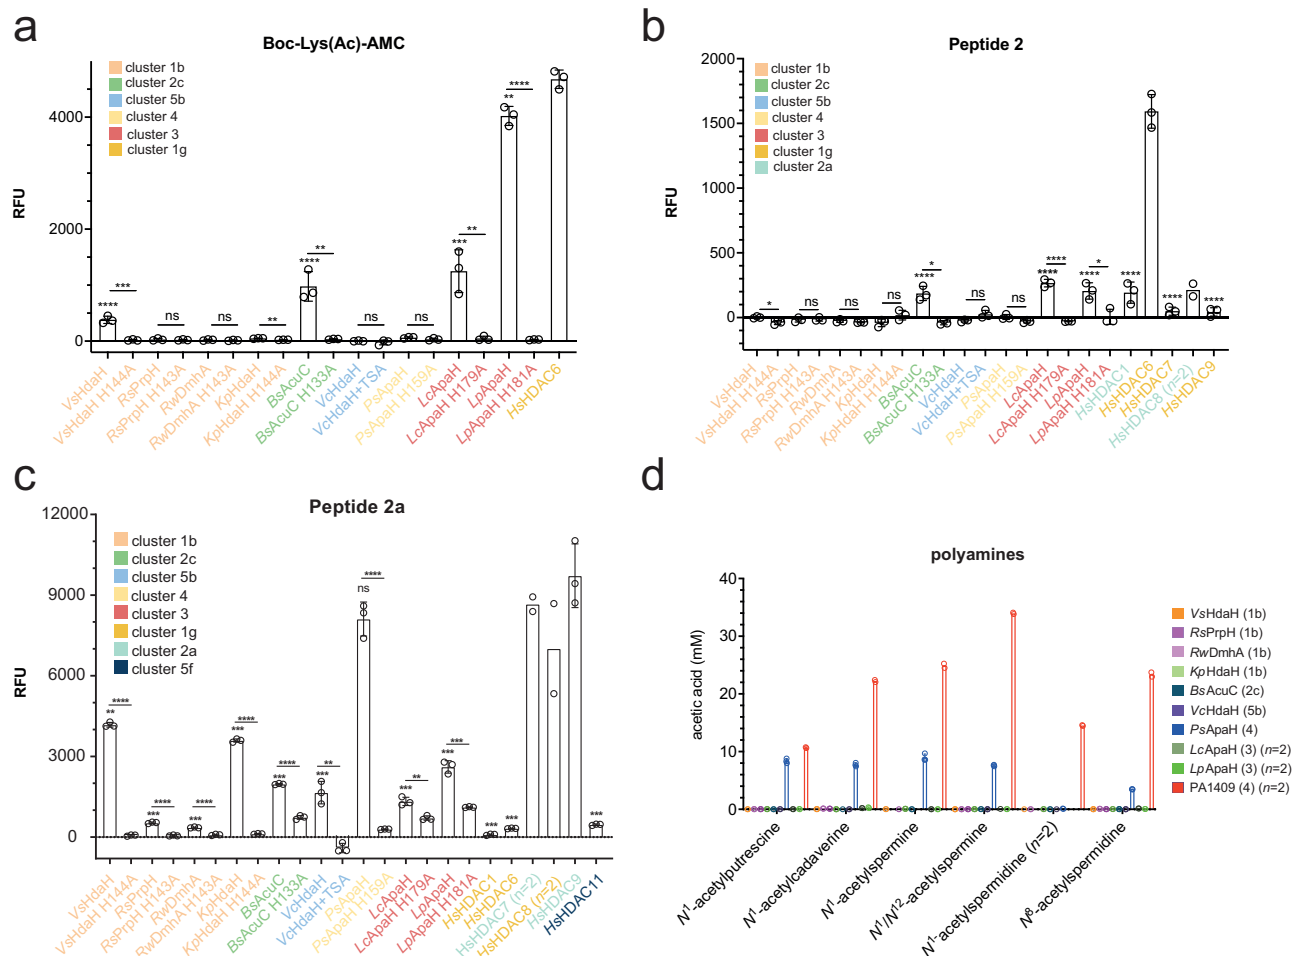 a
Boc-Lys(Ac)-AMC
cluster 1b
cluster 2c
cluster 5b
cluster 4
cluster 3
cluster 1g
RFU
4000
2000
0
****
***
ns
ns
**
****
**
ns
ns
***
**
**
****
VsHdaH
VsHdaH H144A
RsPrpH
RsPrpH H143A
RwDmhA
RwDmhA H143A
KpHdaH
KpHdaH H144A
BsAcuC
BsAcuC H133A
VcHdaH
VcHdaH+TSA
PsApaH
PsApaH H159A
LcApaH
LcApaH H179A
LpApaH
LpApaH H181A
HsHDAC6
b
Peptide 2
cluster 1b
cluster 2c
cluster 5b
cluster 4
cluster 3
cluster 1g
cluster 2a
RFU
2000
1500
1000
500
0
*
ns
ns
ns
****
*
ns
ns
****
****
****
*
****
****
****
VsHdaH
VsHdaH H144A
RsPrpH
RsPrpH H143A
RwDmhA
RwDmhA H143A
KpHdaH
KpHdaH H144A
BsAcuC
BsAcuC H133A
VcHdaH
VcHdaH+TSA
PsApaH
PsApaH H159A
LcApaH
LcApaH H179A
LpApaH
LpApaH H181A
HsHDAC1
HsHDAC6
HsHDAC7
HsHDAC8 (n=2)
HsHDAC9
c
Peptide 2a
cluster 1b
cluster 2c
cluster 5b
cluster 4
cluster 3
cluster 1g
cluster 2a
cluster 5f
RFU
12000
9000
6000
3000
0
**
****
***
****
***
****
***
****
***
****
***
**
ns
****
***
**
***
***
***
***
***
VsHdaH
VsHdaH H144A
RsPrpH
RsPrpH H143A
RwDmhA
RwDmhA H143A
KpHdaH
KpHdaH H144A
BsAcuC
BsAcuC H133A
VcHdaH
VcHdaH+TSA
PsApaH
PsApaH H159A
LcApaH
LcApaH H179A
LpApaH
LpApaH H181A
HsHDAC1
HsHDAC6
HsHDAC7 (n=2)
HsHDAC8 (n=2)
HsHDAC9
HsHDAC11
d
polyamines
acetic acid (mM)
40
30
20
10
0
N¹-acetylputrescine
N¹-acetylcadaverine
N¹-acetylspermine
N¹/N¹²-acetylspermine
N¹-acetylspermidine (n=2)
N⁸-acetylspermidine
VsHdaH (1b)
RsPrpH (1b)
RwDmhA (1b)
KpHdaH (1b)
BsAcuC (2c)
VcHdaH (5b)
PsApaH (4)
LcApaH (3) (n=2)
LpApaH (3) (n=2)
PA1409 (4) (n=2)